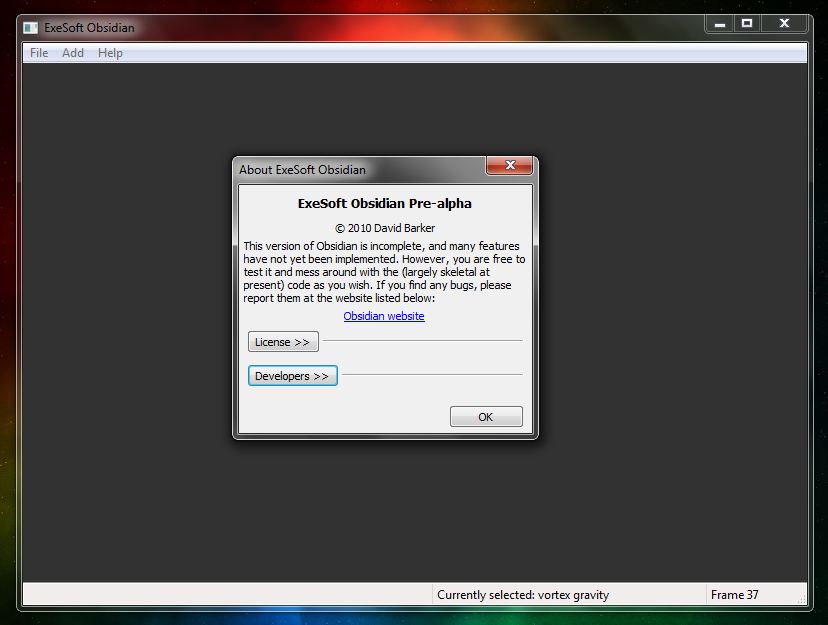 ExeSoft Obsidian
File Add Help
About ExeSoft Obsidian
ExeSoft Obsidian Pre-alpha
© 2010 David Barker
This version of Obsidian is incomplete, and many features
have not yet been implemented. However, you are free to
test it and mess around with the (largely skeletal at
present) code as you wish. If you find any bugs, please
report them at the website listed below:
Obsidian website
License >>
Developers >>
OK
Currently selected: vortex gravity
Frame 37